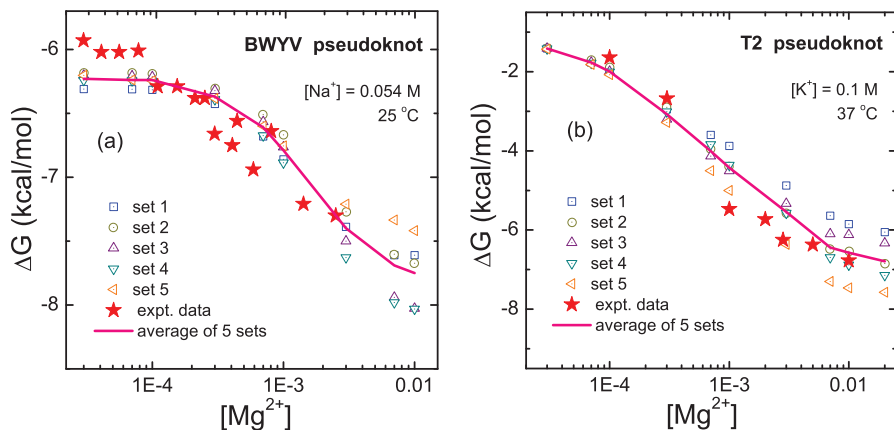 BWYV pseudoknot
[Na⁺] = 0.054 M
25 °C
(a)
set 1
set 2
set 3
set 4
set 5
expt. data
average of 5 sets
-6
-7
-8
ΔG (kcal/mol)
1E-4
1E-3
0.01
[Mg²⁺]
T2 pseudoknot
[K⁺] = 0.1 M
37 °C
(b)
set 1
set 2
set 3
set 4
set 5
expt. data
average of 5 sets
-2
-4
-6
-8
ΔG (kcal/mol)
1E-4
1E-3
0.01
[Mg²⁺]